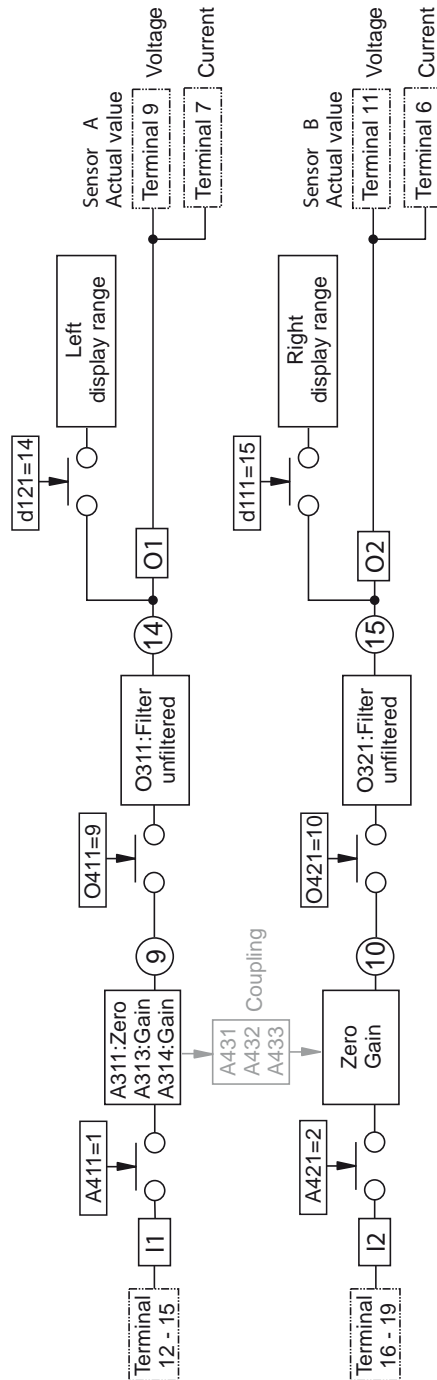 Terminal
12 - 15
I1
A411=1
A311:Zero
A313:Gain
A314:Gain
9
O411=9
O311:Filter
unfiltered
14
O1
d121=14
Left
display range
Sensor A
Actual value
Terminal 9
Voltage
Terminal 7
Current
A431
A432
A433
Coupling
Terminal
16 - 19
I2
A421=2
Zero
Gain
10
O421=10
O321:Filter
unfiltered
15
O2
d111=15
Right
display range
Sensor B
Actual value
Terminal 11
Voltage
Terminal 6
Current